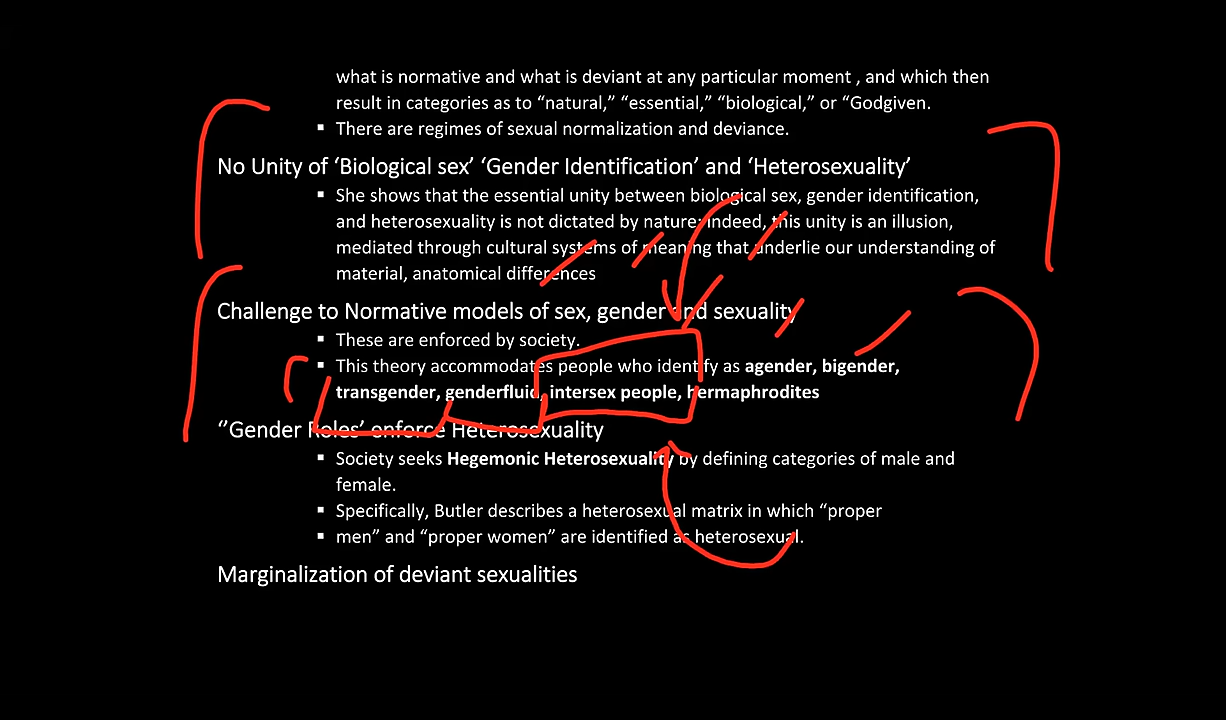 what is normative and what is deviant at any particular moment , and which then
result in categories as to “natural,” “essential,” “biological,” or “Godgiven.
▪ There are regimes of sexual normalization and deviance.
No Unity of ‘Biological sex’ ‘Gender Identification’ and ‘Heterosexuality’
▪ She shows that the essential unity between biological sex, gender identification,
and heterosexuality is not dictated by nature; indeed, this unity is an illusion,
mediated through cultural systems of meaning that underlie our understanding of
material, anatomical differences
Challenge to Normative models of sex, gender and sexuality
▪ These are enforced by society.
▪ This theory accommodates people who identify as agender, bigender,
transgender, genderfluid, intersex people, hermaphrodites
‘’Gender Roles’ enforce Heterosexuality
▪ Society seeks Hegemonic Heterosexuality by defining categories of male and
female.
▪ Specifically, Butler describes a heterosexual matrix in which “proper
▪ men” and “proper women” are identified as heterosexual.
Marginalization of deviant sexualities